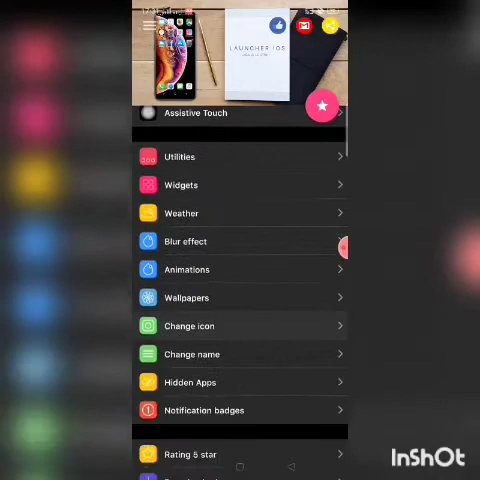 LAUNCHER iOS
Assistive Touch
Utilities
Widgets
Weather
Blur effect
Animations
Wallpapers
Change icon
Change name
Hidden Apps
Notification badges
Rating 5 star
InShOt